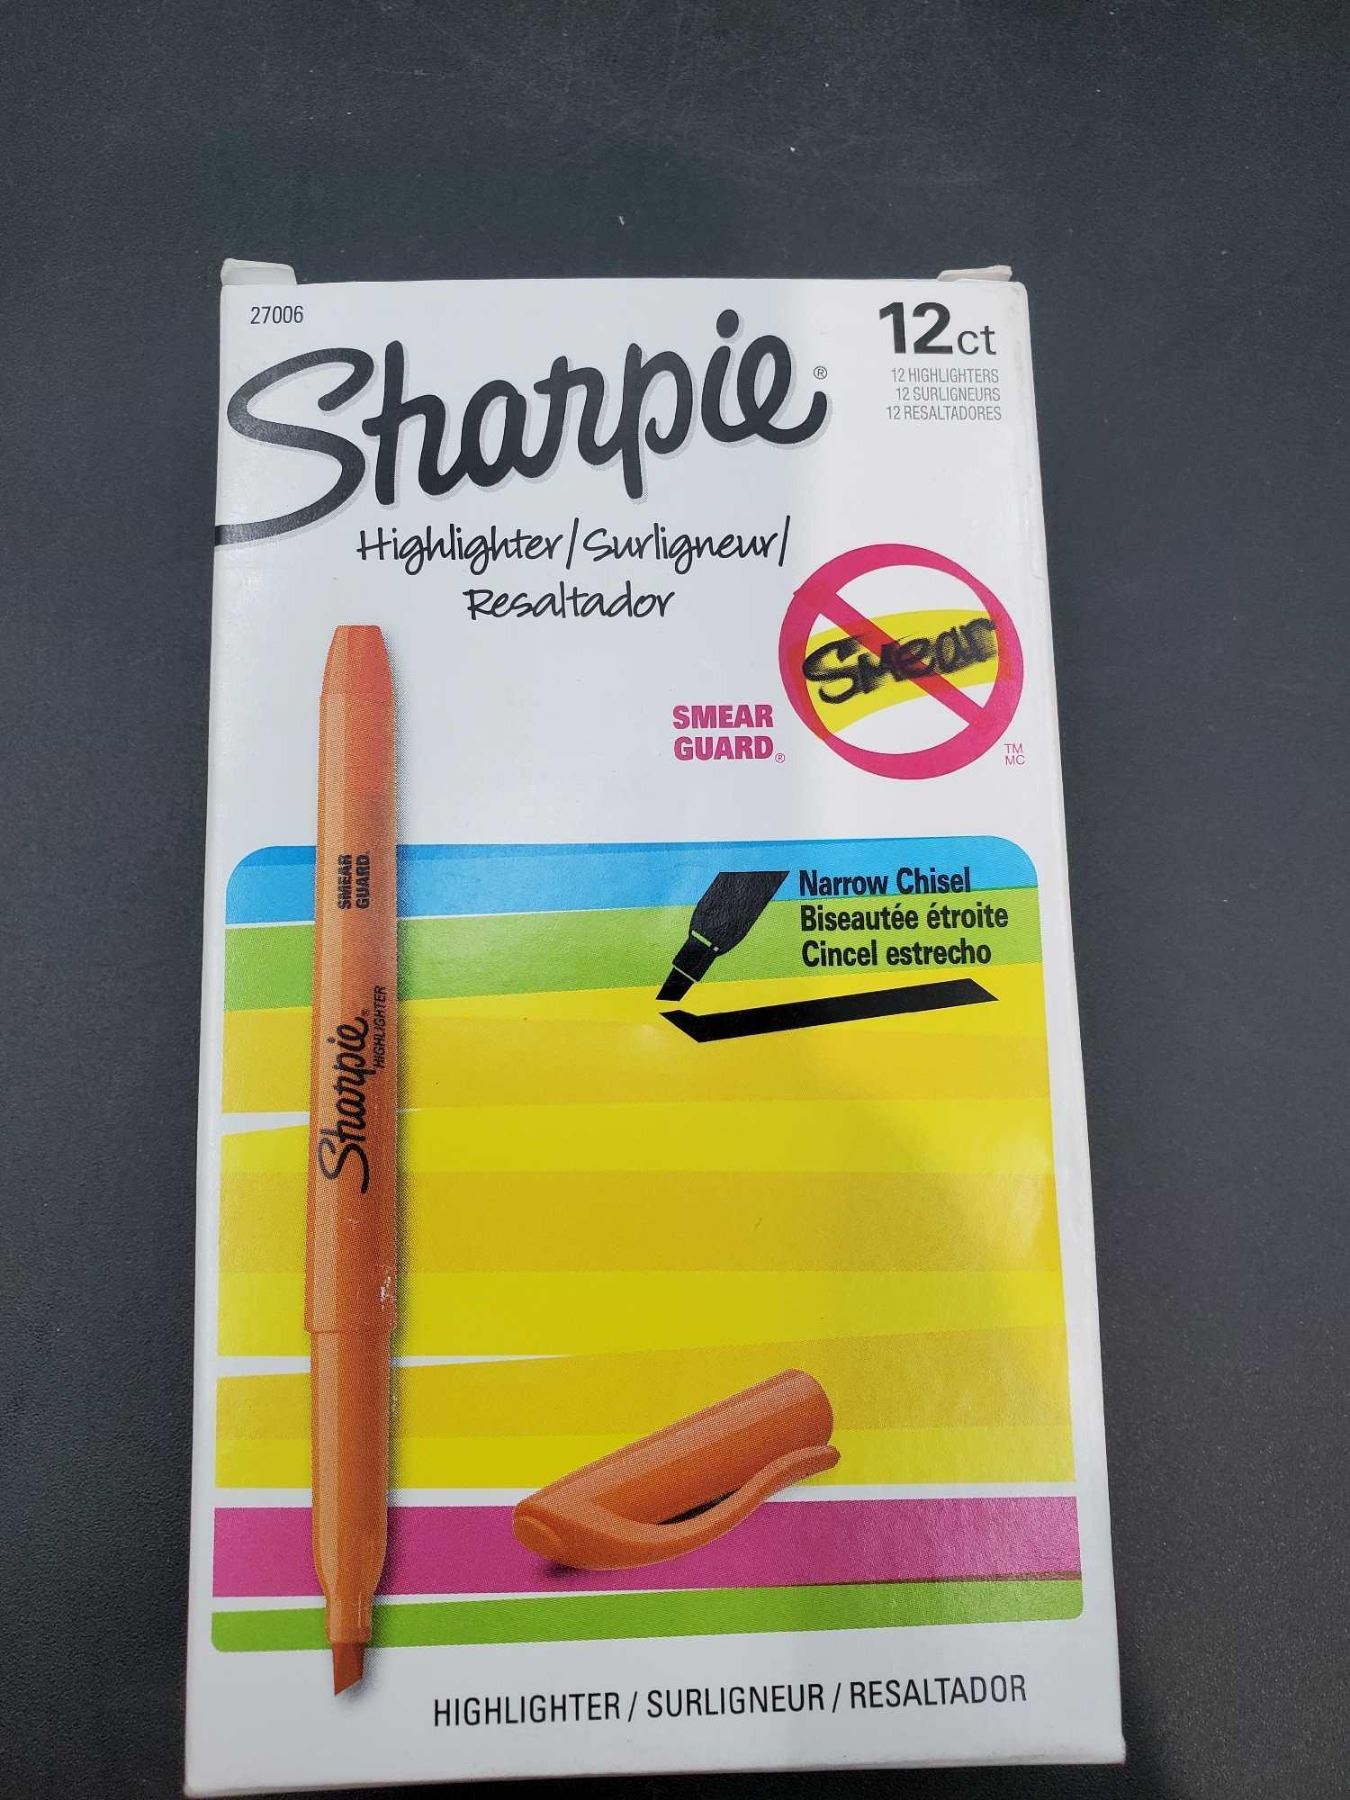 27006
Sharpie®
12ct
12 HIGHLIGHTERS
12 SURLIGNEURS
12 RESALTADORES
Highlighter/Surligneur/
Resaltador
Smear
SMEAR
GUARD®
TM
MC
Narrow Chisel
Biseautée étroite
Cincel estrecho
SMEAR
GUARD
Sharpie
HIGHLIGHTER
HIGHLIGHTER / SURLIGNEUR / RESALTADOR